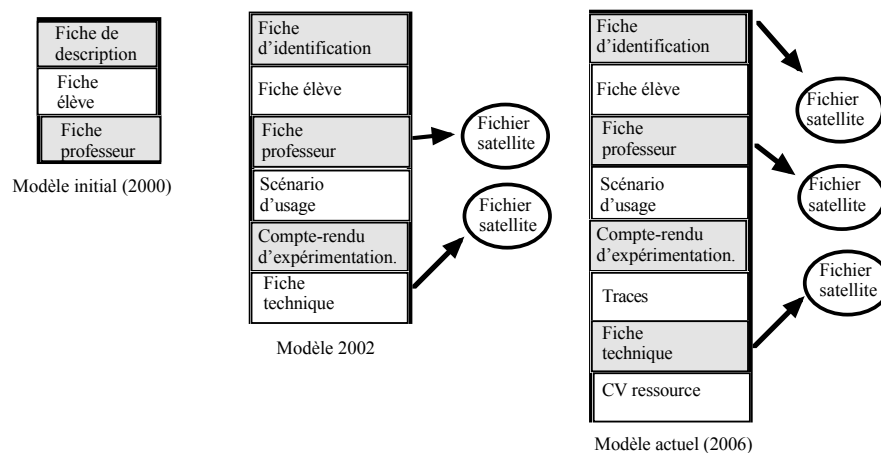 Fiche de
description
Fiche
élève
Fiche
professeur
Modèle initial (2000)
Fiche
d'identification
Fiche élève
Fiche
professeur
Scénario
d'usage
Compte-rendu
d'expérimentation.
Fiche
technique
Fichier
satellite
Fichier
satellite
Modèle 2002
Fiche
d'identification
Fiche élève
Fiche
professeur
Scénario
d'usage
Compte-rendu
d'expérimentation.
Traces
Fiche
technique
CV ressource
Fichier
satellite
Fichier
satellite
Fichier
satellite
Modèle actuel (2006)